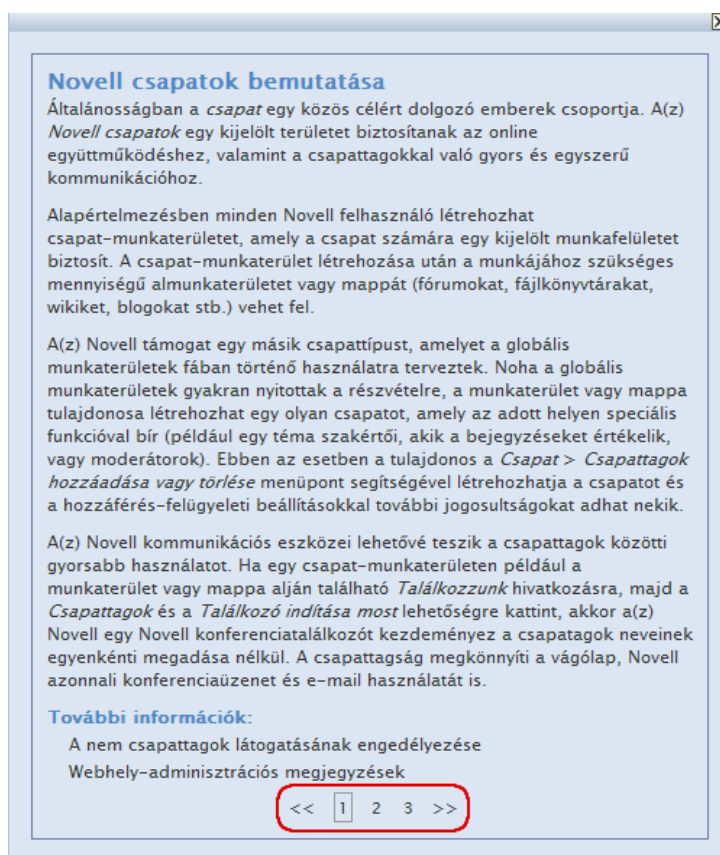 Novell csapatok bemutatása
Általánosságban a csapat egy közös célért dolgozó emberek csoportja. A(z)
Novell csapatok egy kijelölt területet biztosítanak az online
együttműködéshez, valamint a csapattagokkal való gyors és egyszerű
kommunikációhoz.
Alapértelmezésben minden Novell felhasználó létrehozhat
csapat-munkaterületet, amely a csapat számára egy kijelölt munkafelületet
biztosít. A csapat-munkaterület létrehozása után a munkájához szükséges
mennyiségű almunkaterületet vagy mappát (fórumokat, fájlkönyvtárakat,
wikiket, blogokat stb.) vehet fel.
A(z) Novell támogat egy másik csapattípust, amelyet a globális
munkaterületek fában történő használatra terveztek. Noha a globális
munkaterületek gyakran nyitottak a részvételre, a munkaterület vagy mappa
tulajdonosa létrehozhat egy olyan csapatot, amely az adott helyen speciális
funkcióval bír (például egy téma szakértői, akik a bejegyzéseket értékelik,
vagy moderátorok). Ebben az esetben a tulajdonos a Csapat > Csapattagok
hozzáadása vagy törlése menüpont segítségével létrehozhatja a csapatot és
a hozzáférés-felügyeleti beállításokkal további jogosultságokat adhat nekik.
A(z) Novell kommunikációs eszközei lehetővé teszik a csapattagok közötti
gyorsabb használatot. Ha egy csapat-munkaterületen például a
munkaterület vagy mappa alján található Találkozzunk hivatkozásra, majd a
Csapattagok és a Találkozó indítása most lehetőségre kattint, akkor a(z)
Novell egy Novell konferenciatalálkozót kezdeményez a csapatagok neveinek
egyenkénti megadása nélkül. A csapattagság megkönnyíti a vágólap, Novell
azonnali konferenciaüzenet és e-mail használatát is.
További információk:
A nem csapattagok látogatásának engedélyezése
Webhely-adminisztrációs megjegyzések
<< 1 2 3 >>